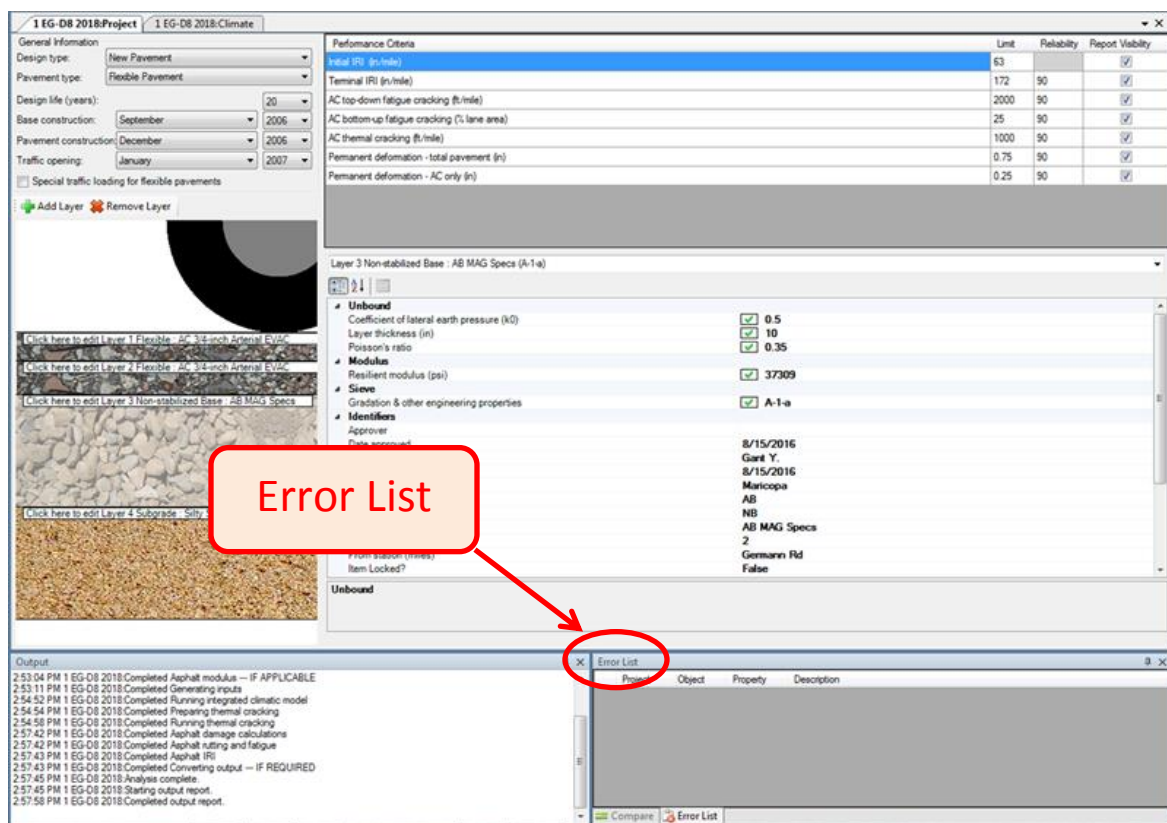 1 EG-D8 2018:Project 1 EG-D8 2018:Climate
General Information
Design type: New Pavement
Pavement type: Flexible Pavement
Design life (years): 20
Base construction: September 2006
Pavement construction: December 2006
Traffic opening: January 2007
Special traffic loading for flexible pavements
Add Layer Remove Layer
Click here to edit Layer 1 Flexible : AC 3/4-inch Arterial EVAC
Click here to edit Layer 2 Flexible : AC 3/4-inch Arterial EVAC
Click here to edit Layer 3 Non-stabilized Base : AB MAG Specs
Click here to edit Layer 4 Subgrade : Silty
Performance Criteria Limit Reliability Report Visibility
Initial IRI (in/mile) 63
Terminal IRI (in/mile) 172 90
AC top-down fatigue cracking (ft/mile) 2000 90
AC bottom-up fatigue cracking (% lane area) 25 90
AC thermal cracking (ft/mile) 1000 90
Permanent deformation - total pavement (in) 0.75 90
Permanent deformation - AC only (in) 0.25 90
Layer 3 Non-stabilized Base : AB MAG Specs (A-1-a)
Unbound
Coefficient of lateral earth pressure (k0) 0.5
Layer thickness (in) 10
Poisson's ratio 0.35
Modulus
Resilient modulus (psi) 37309
Sieve
Gradation & other engineering properties A-1-a
Identifiers
Approver
Date approved 8/15/2016
Gant Y.
8/15/2016
Maricopa
AB
NB
AB MAG Specs
2
From station (miles) Germann Rd
Item Locked? False
Unbound
Error List
Output
2:53:04 PM 1 EG-D8 2018:Completed Asphalt modulus -- IF APPLICABLE
2:53:11 PM 1 EG-D8 2018:Completed Generating inputs
2:54:52 PM 1 EG-D8 2018:Completed Running integrated climatic model
2:54:54 PM 1 EG-D8 2018:Completed Preparing thermal cracking
2:54:58 PM 1 EG-D8 2018:Completed Running thermal cracking
2:57:42 PM 1 EG-D8 2018:Completed Asphalt damage calculations
2:57:42 PM 1 EG-D8 2018:Completed Asphalt rutting and fatigue
2:57:43 PM 1 EG-D8 2018:Completed Asphalt IRI
2:57:43 PM 1 EG-D8 2018:Completed Converting output -- IF REQUIRED
2:57:45 PM 1 EG-D8 2018:Analysis complete.
2:57:45 PM 1 EG-D8 2018:Starting output report.
2:57:58 PM 1 EG-D8 2018:Completed output report.
Error List
Project Object Property Description
Compare Error List